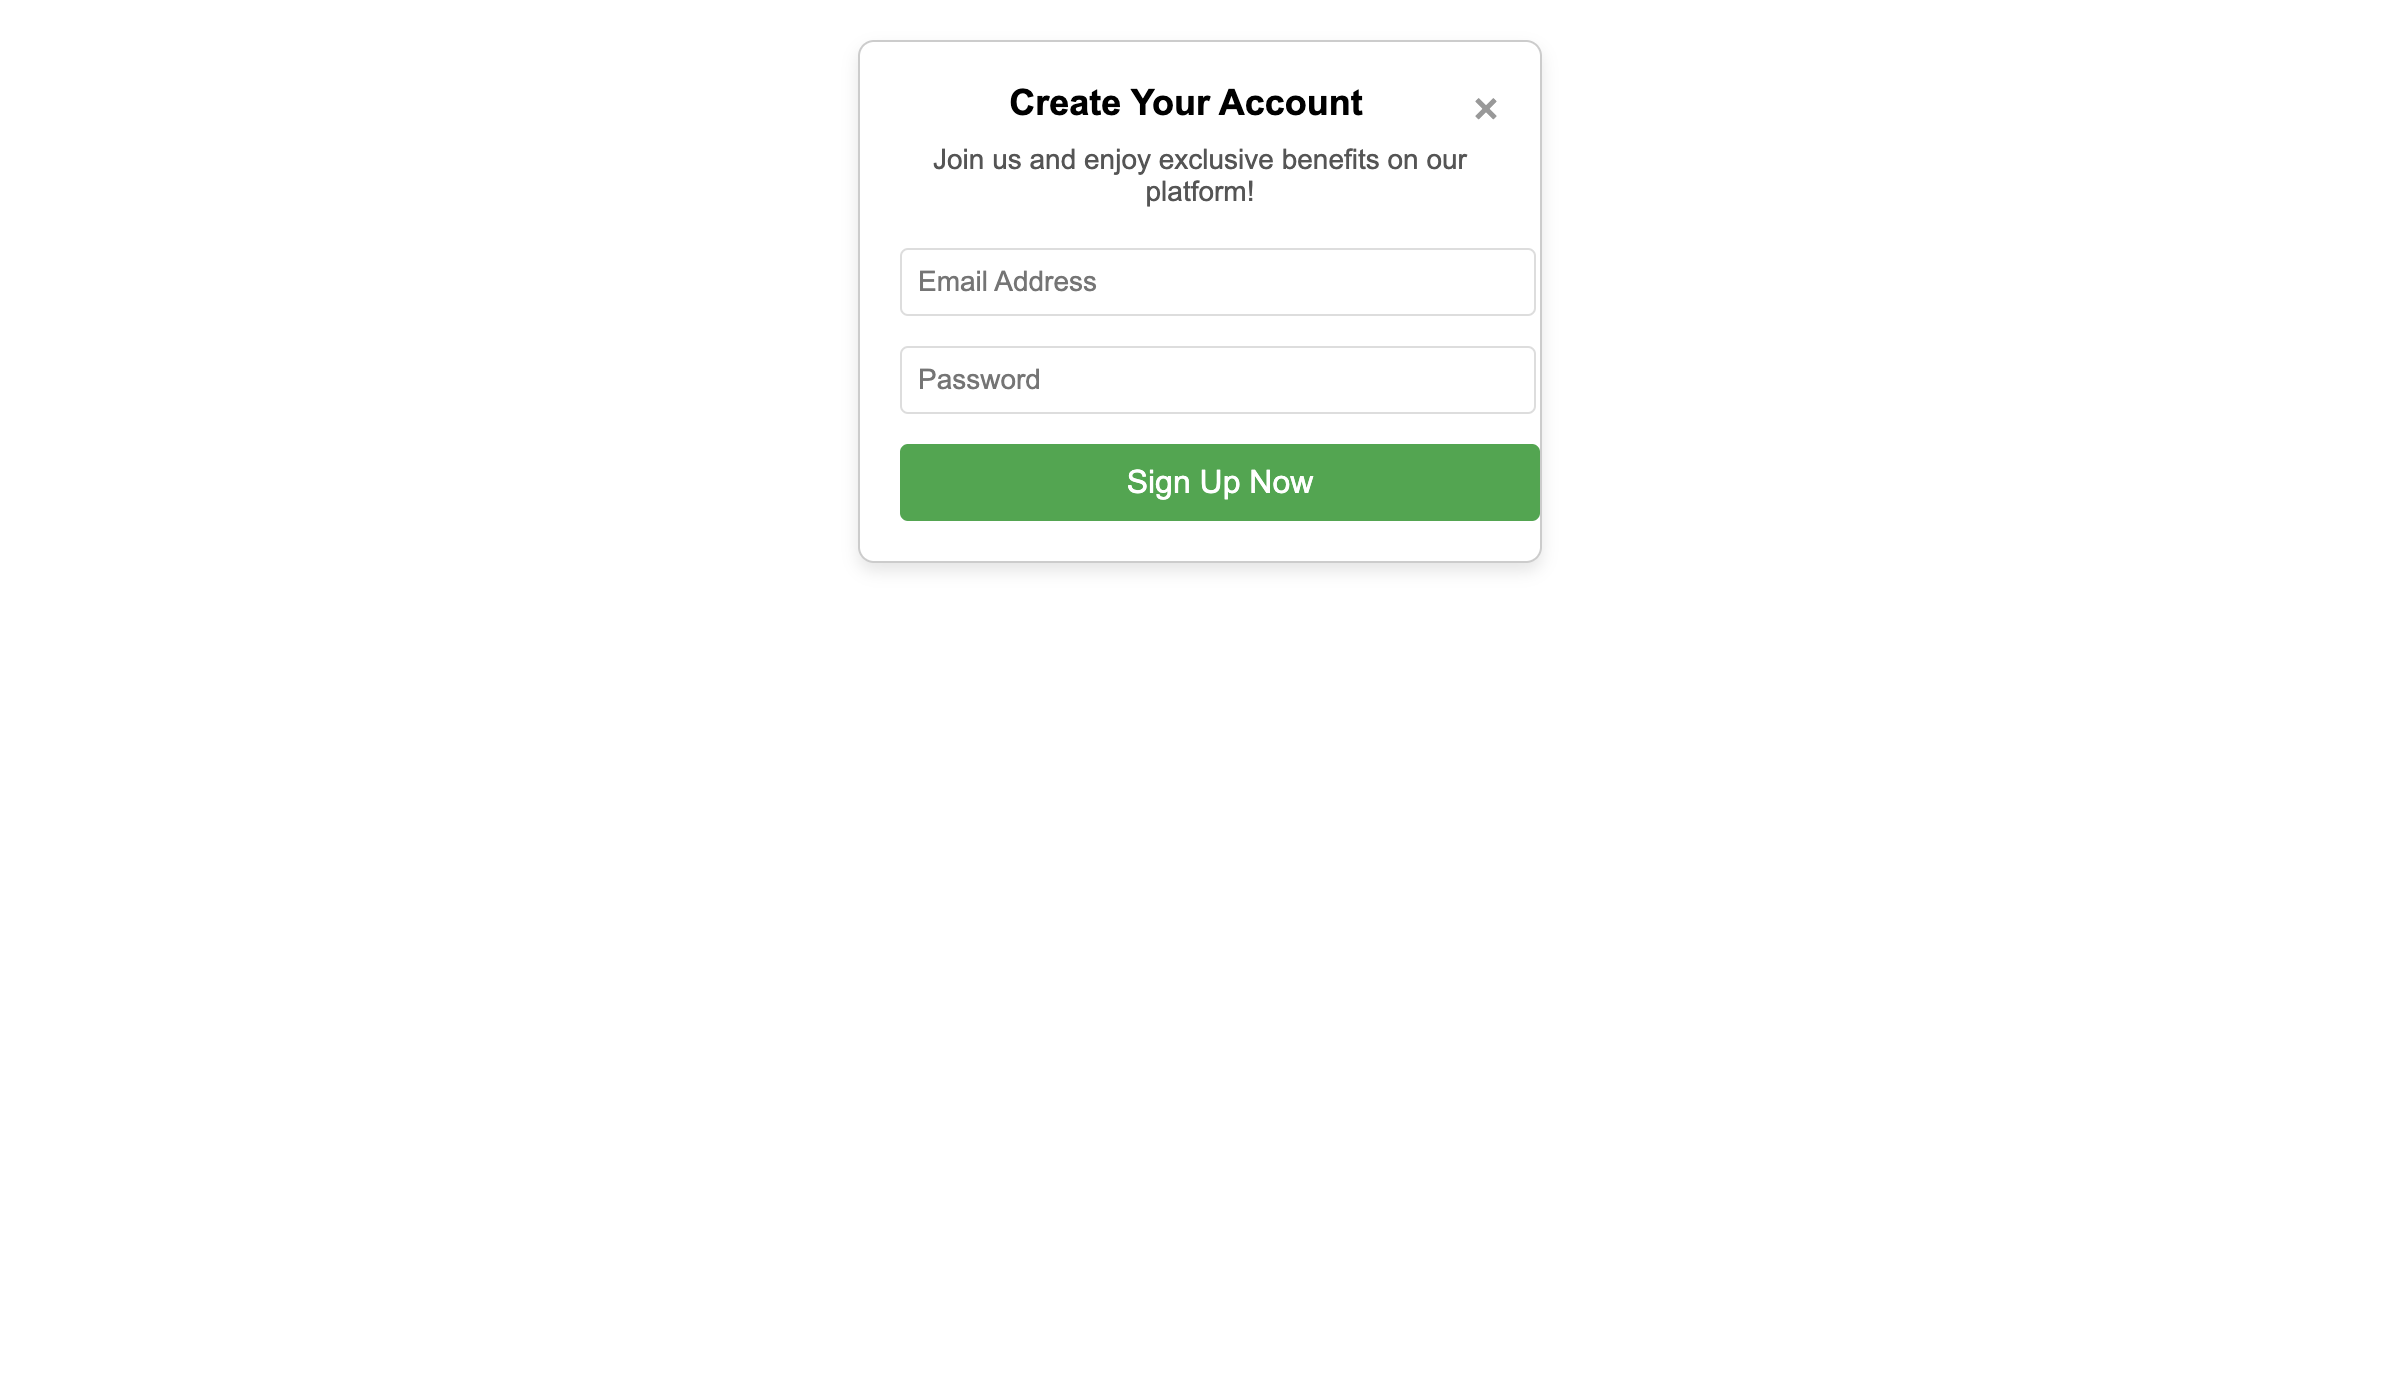 Create Your Account
×
Join us and enjoy exclusive benefits on our
platform!
Email Address
Password
Sign Up Now